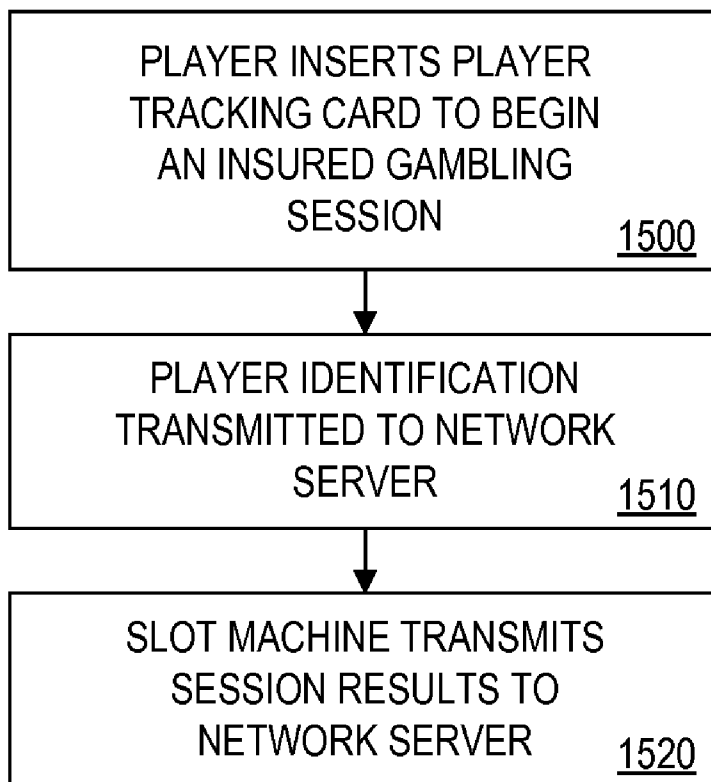 PLAYER INSERTS PLAYER
TRACKING CARD TO BEGIN
AN INSURED GAMBLING
SESSION
1500
PLAYER IDENTIFICATION
TRANSMITTED TO NETWORK
SERVER
1510
SLOT MACHINE TRANSMITS
SESSION RESULTS TO
NETWORK SERVER
1520